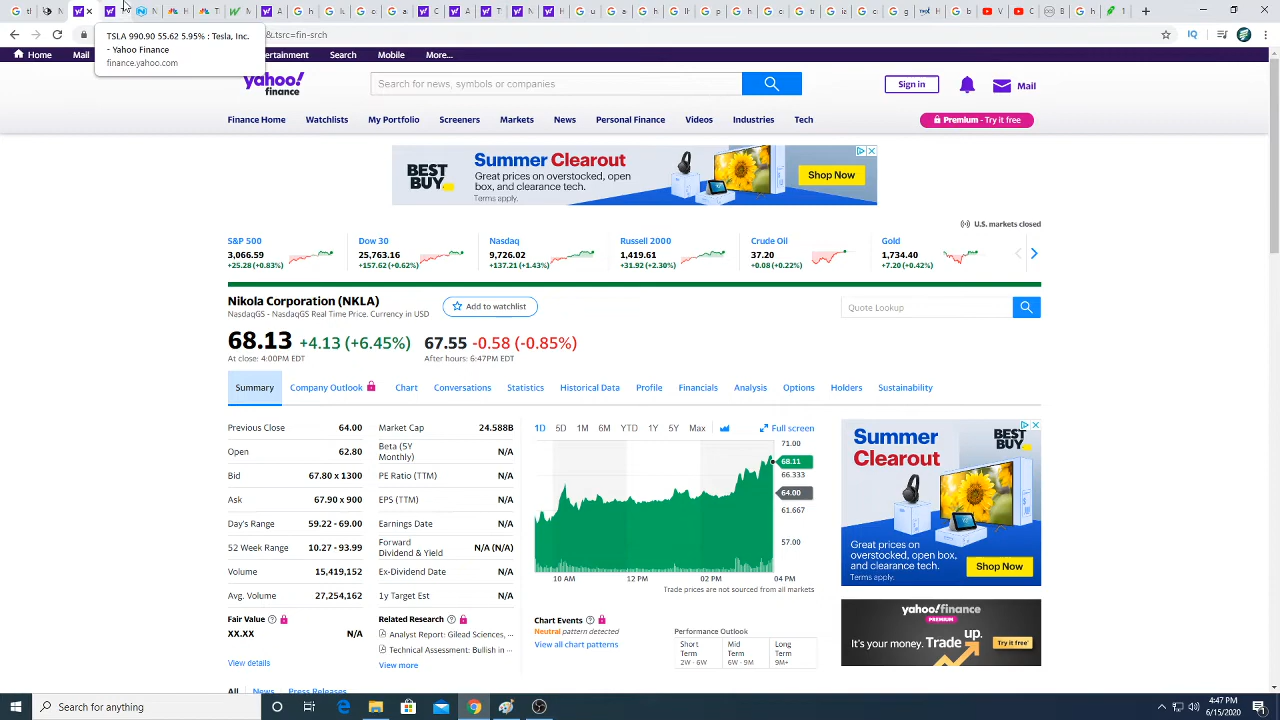 TSLA 990.90 55.62 5.95% : Tesla, Inc.
- Yahoo Finance
finance.yahoo.com
&tsrc=fin-srch
Home Mail ertainment Search Mobile More...
yahoo!
finance
Search for news, symbols or companies
Sign in
Mail
Finance Home Watchlists My Portfolio Screeners Markets News Personal Finance Videos Industries Tech
Premium - Try it free
BEST
BUY
Summer Clearout
Great prices on overstocked, open
box, and clearance tech.
Terms apply.
Shop Now
U.S. markets closed
S&P 500 Dow 30 Nasdaq Russell 2000 Crude Oil Gold
3,066.59 25,763.16 9,726.02 1,419.61 37.20 1,734.40
+25.28 (+0.83%) +157.62 (+0.62%) +137.21 (+1.43%) +31.92 (+2.30%) +0.08 (+0.22%) +7.20 (+0.42%)
Nikola Corporation (NKLA)
NasdaqGS - NasdaqGS Real Time Price. Currency in USD
Add to watchlist
Quote Lookup
68.13 +4.13 (+6.45%) 67.55 -0.58 (-0.85%)
At close: 4:00PM EDT After hours: 6:47PM EDT
Summary Company Outlook Chart Conversations Statistics Historical Data Profile Financials Analysis Options Holders Sustainability
Previous Close 64.00
Open 62.80
Bid 67.80 x 1300
Ask 67.90 x 900
Day's Range 59.22 - 69.00
52 Week Range 10.27 - 93.99
Volume 15,419,152
Avg. Volume 27,254,162
Fair Value
XX.XX N/A
View details
Market Cap 24.588B
Beta (5Y
Monthly) N/A
PE Ratio (TTM) N/A
EPS (TTM) N/A
Earnings Date N/A
Forward
Dividend & Yield N/A (N/A)
Ex-Dividend Date N/A
1y Target Est N/A
Related Research
Analyst Report: Gilead Sciences, ...
Technical Assessment: Bullish in ...
View more
1D 5D 1M 6M YTD 1Y 5Y Max
Full screen
71.00
68.11
66.333
64.00
61.667
57.00
10 AM 12 PM 02 PM 04 PM
Trade prices are not sourced from all markets
Chart Events
Neutral pattern detected
View all chart patterns
Performance Outlook
Short
Term
2W - 6W
Mid
Term
6W - 9M
Long
Term
9M+
Summer
Clearout
BEST
BUY
Great prices on overstocked,
open box, and clearance tech.
Terms apply.
Shop Now
yahoo!finance
PREMIUM
It's your money. Trade up.
Try it free
All News Press Releases
Search for anything
4:47 PM
6/15/2020